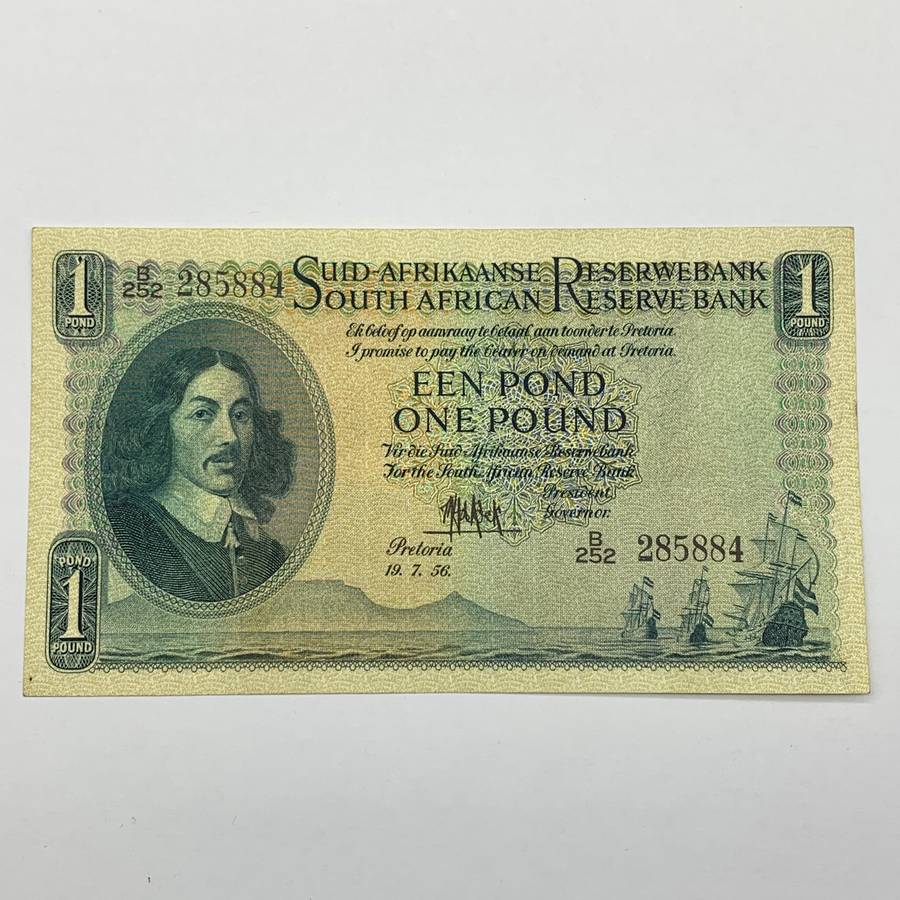 1
POND
B/252 285884
SUID-AFRIKAANSE RESERWEBANK
SOUTH AFRICAN RESERVE BANK
1
POUND
Ek beloof op aanvraag te betaal aan toonder te Pretoria.
I promise to pay the bearer on demand at Pretoria.
EEN POND
ONE POUND
Vir die Suid-Afrikaanse Reserwebank
For the South African Reserve Bank
President.
Governor.
Pretoria
19. 7. 56.
B/252 285884
POND
1
POUND